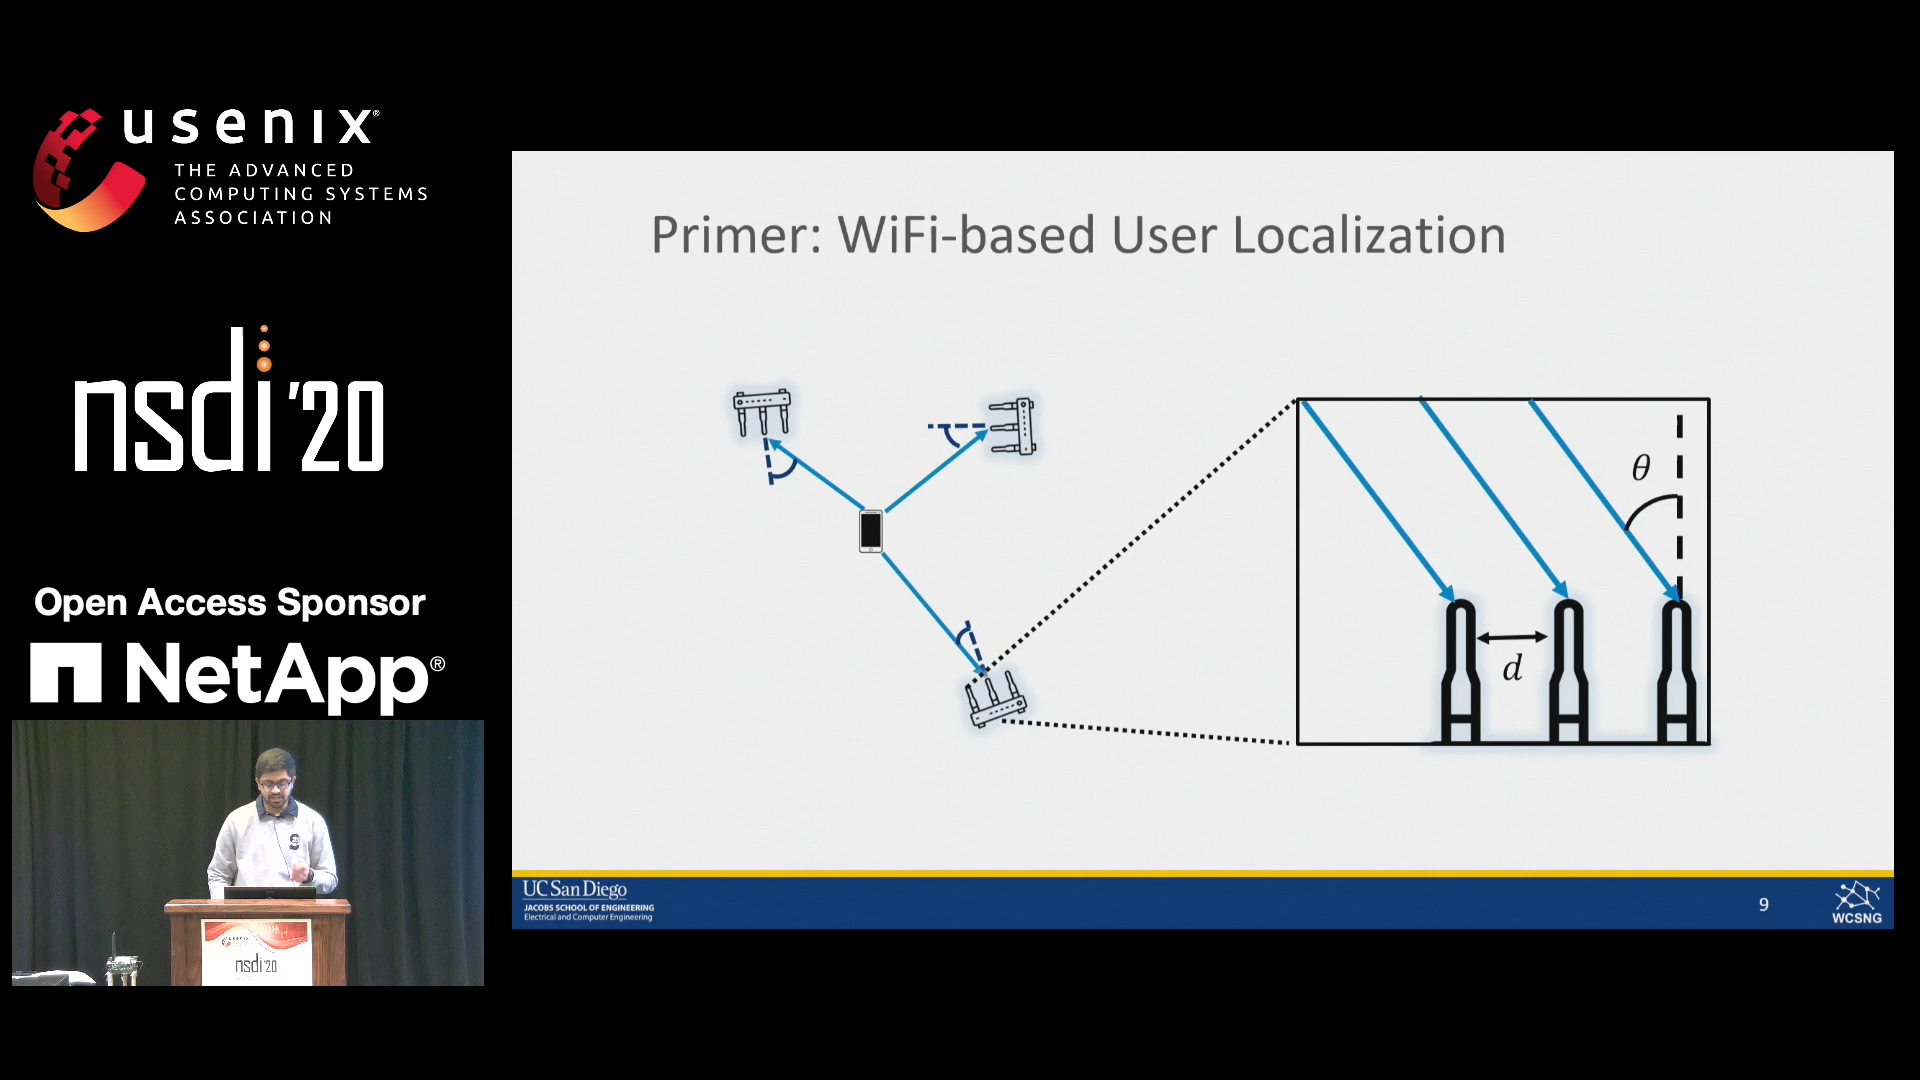 usenix®
THE ADVANCED
COMPUTING SYSTEMS
ASSOCIATION
nsdi '20
Open Access Sponsor
NetApp®
usenix
nsdi '20
Primer: WiFi-based User Localization
θ
d
UC San Diego
JACOBS SCHOOL OF ENGINEERING
Electrical and Computer Engineering
9
WCSNG